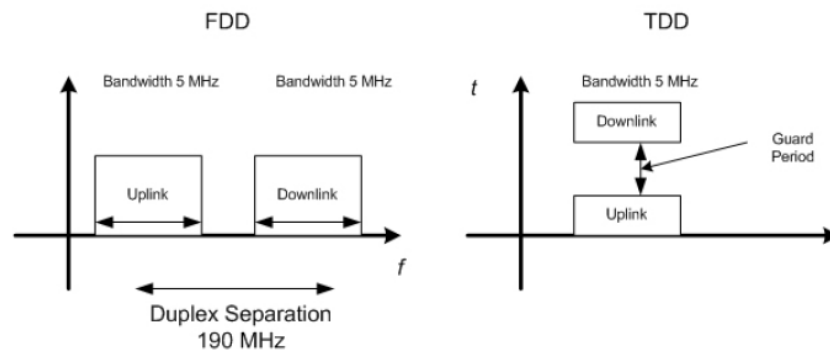 FDD
Bandwidth 5 MHz
Bandwidth 5 MHz
Uplink
Downlink
f
Duplex Separation
190 MHz
TDD
t
Bandwidth 5 MHz
Downlink
Guard
Period
Uplink